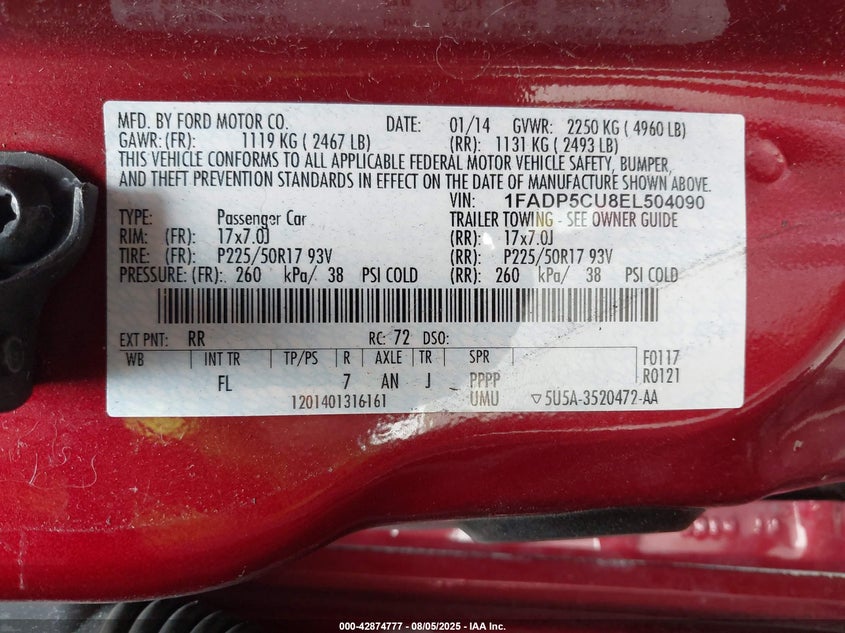 MFD. BY FORD MOTOR CO. DATE: 01/14 GVWR: 2250 KG ( 4960 LB)
GAWR: (FR): 1119 KG ( 2467 LB) (RR): 1131 KG ( 2493 LB)
THIS VEHICLE CONFORMS TO ALL APPLICABLE FEDERAL MOTOR VEHICLE SAFETY, BUMPER,
AND THEFT PREVENTION STANDARDS IN EFFECT ON THE DATE OF MANUFACTURE SHOWN ABOVE.
VIN: 1FADP5CU8EL504090
TYPE: Passenger Car TRAILER TOWING - SEE OWNER GUIDE
RIM: (FR): 17x7.0J (RR): 17x7.0J
TIRE: (FR): P225/50R17 93V (RR): P225/50R17 93V
PRESSURE: (FR): 260 kPa/ 38 PSI COLD (RR): 260 kPa/ 38 PSI COLD
EXT PNT: RR RC: 72 DSO:
WB INT TR TP/PS R AXLE TR SPR F0117
FL 7 AN J PPPP R0121
1201401316161 UMU ▽5U5A-3520472-AA
000-42874777 - 08/05/2025 - IAA Inc.